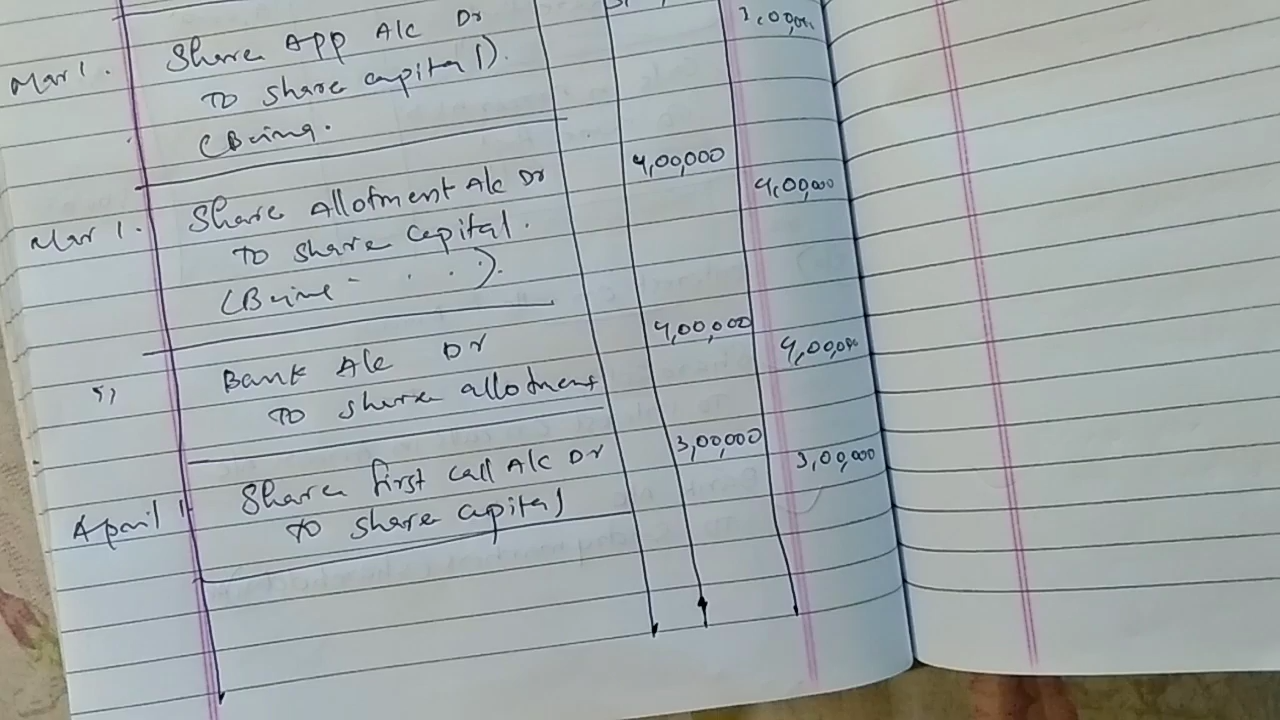 3,00,000
Mar 1. Share App A/c Dr
To share capital).
(Being.
Mar 1. Share Allotment A/c Dr 4,00,000
To share capital. 4,00,000
(Being - . . ).
,, Bank A/c Dr 4,00,000
To share allotment 4,00,000
April 1 Share first call A/c Dr 3,00,000
To share capital 3,00,000